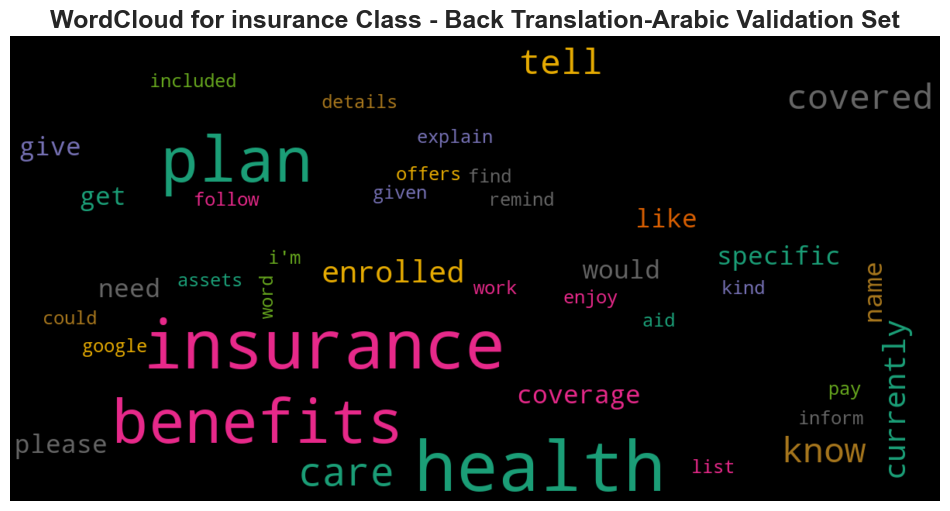 WordCloud for insurance Class - Back Translation-Arabic Validation Set
tell
included
covered
details
explain
give
plan
offers
find
given
get
follow
remind
like
i'm
specific
enrolled
would
name
need
assets
word
work
kind
enjoy
could
aid
google
insurance
currently
coverage
pay
benefits
inform
please
know
care
health
list